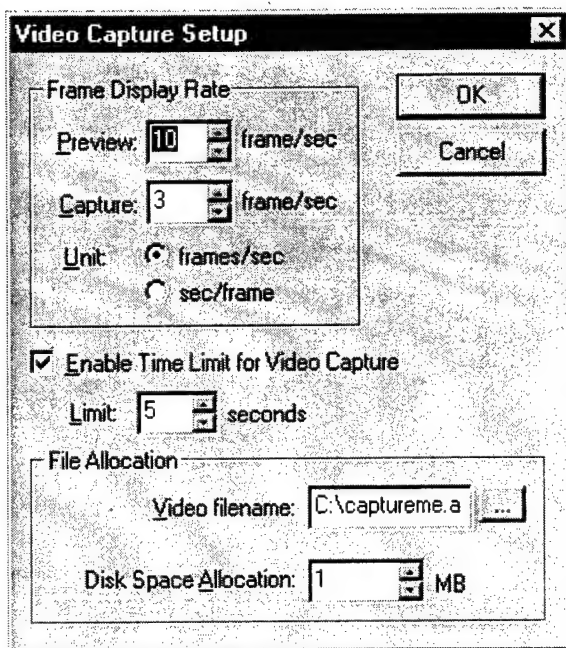 Video Capture Setup
Frame Display Rate
OK
Preview: 10 frame/sec
Cancel
Capture: 3 frame/sec
Unit: frames/sec
sec/frame
Enable Time Limit for Video Capture
Limit: 5 seconds
File Allocation
Video filename: C:\captureme.a ...
Disk Space Allocation: 1 MB